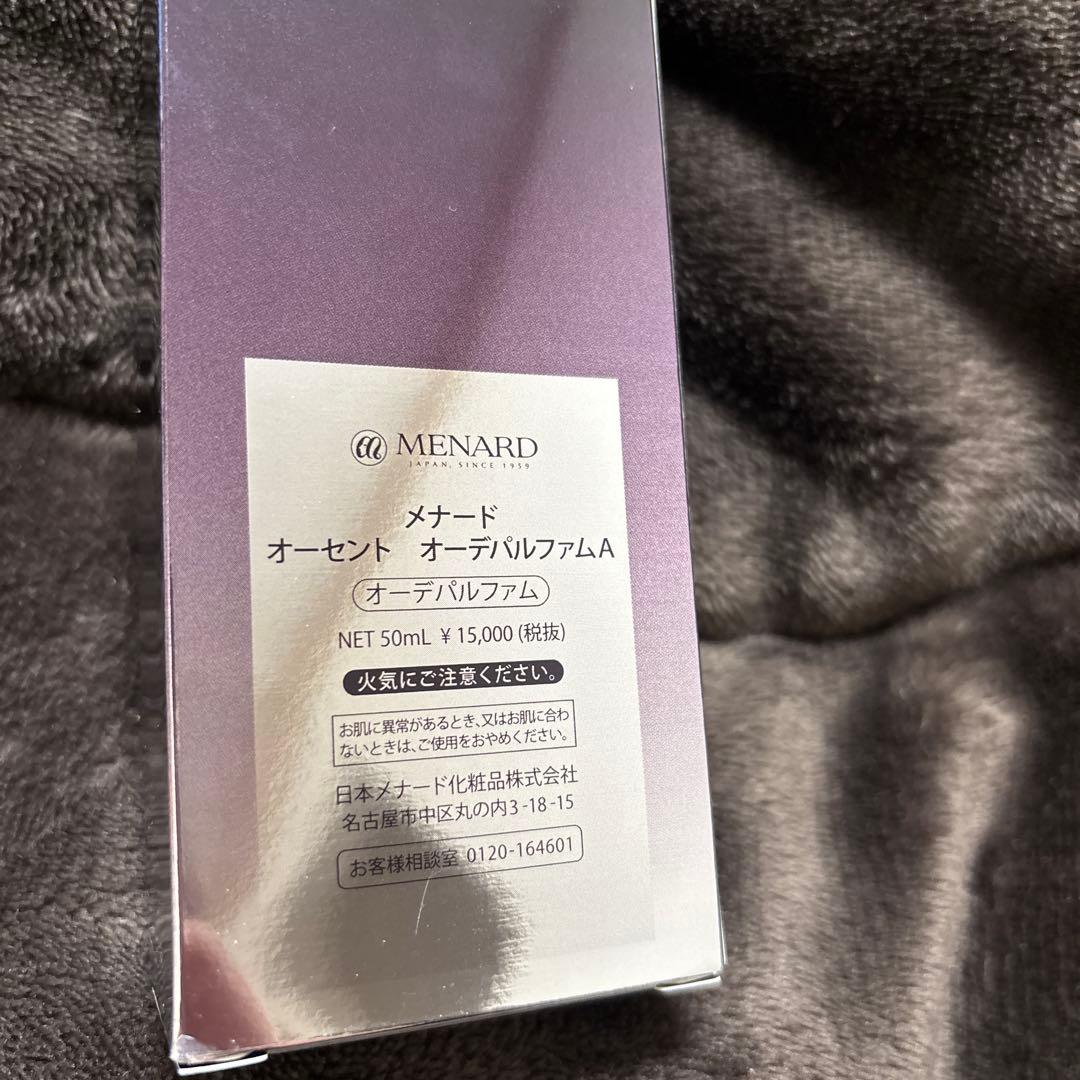 MENARD
JAPAN, SINCE 1959
メナード
オーセント　オーデパルファムA
オーデパルファム
NET 50mL ¥15,000(税抜)
火気にご注意ください。
お肌に異常があるとき、又はお肌に合わ
ないときは、ご使用をおやめください。
日本メナード化粧品株式会社
名古屋市中区丸の内3-18-15
お客様相談室 0120-164601